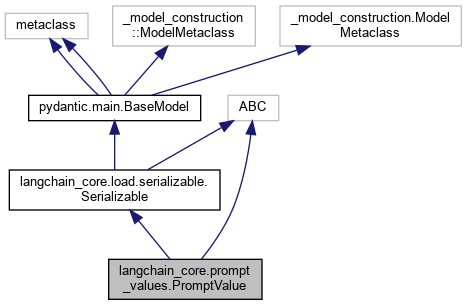 metaclass
_model_construction
::ModelMetaclass
_model_construction.Model
Metaclass
pydantic.main.BaseModel
ABC
langchain_core.load.serializable.
Serializable
langchain_core.prompt
_values.PromptValue